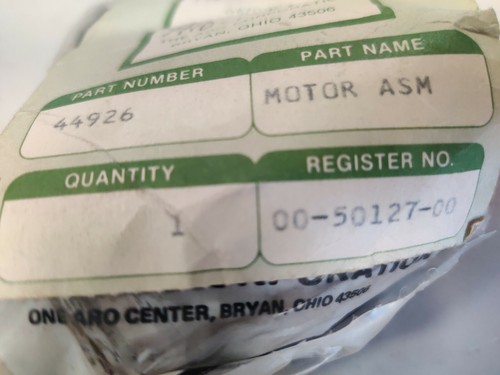 BRYAN, OHIO 43506
PART NUMBER
44926
PART NAME
MOTOR ASM
QUANTITY
1
REGISTER NO.
00-50127-00
ARO CENTER, BRYAN, OHIO 43506